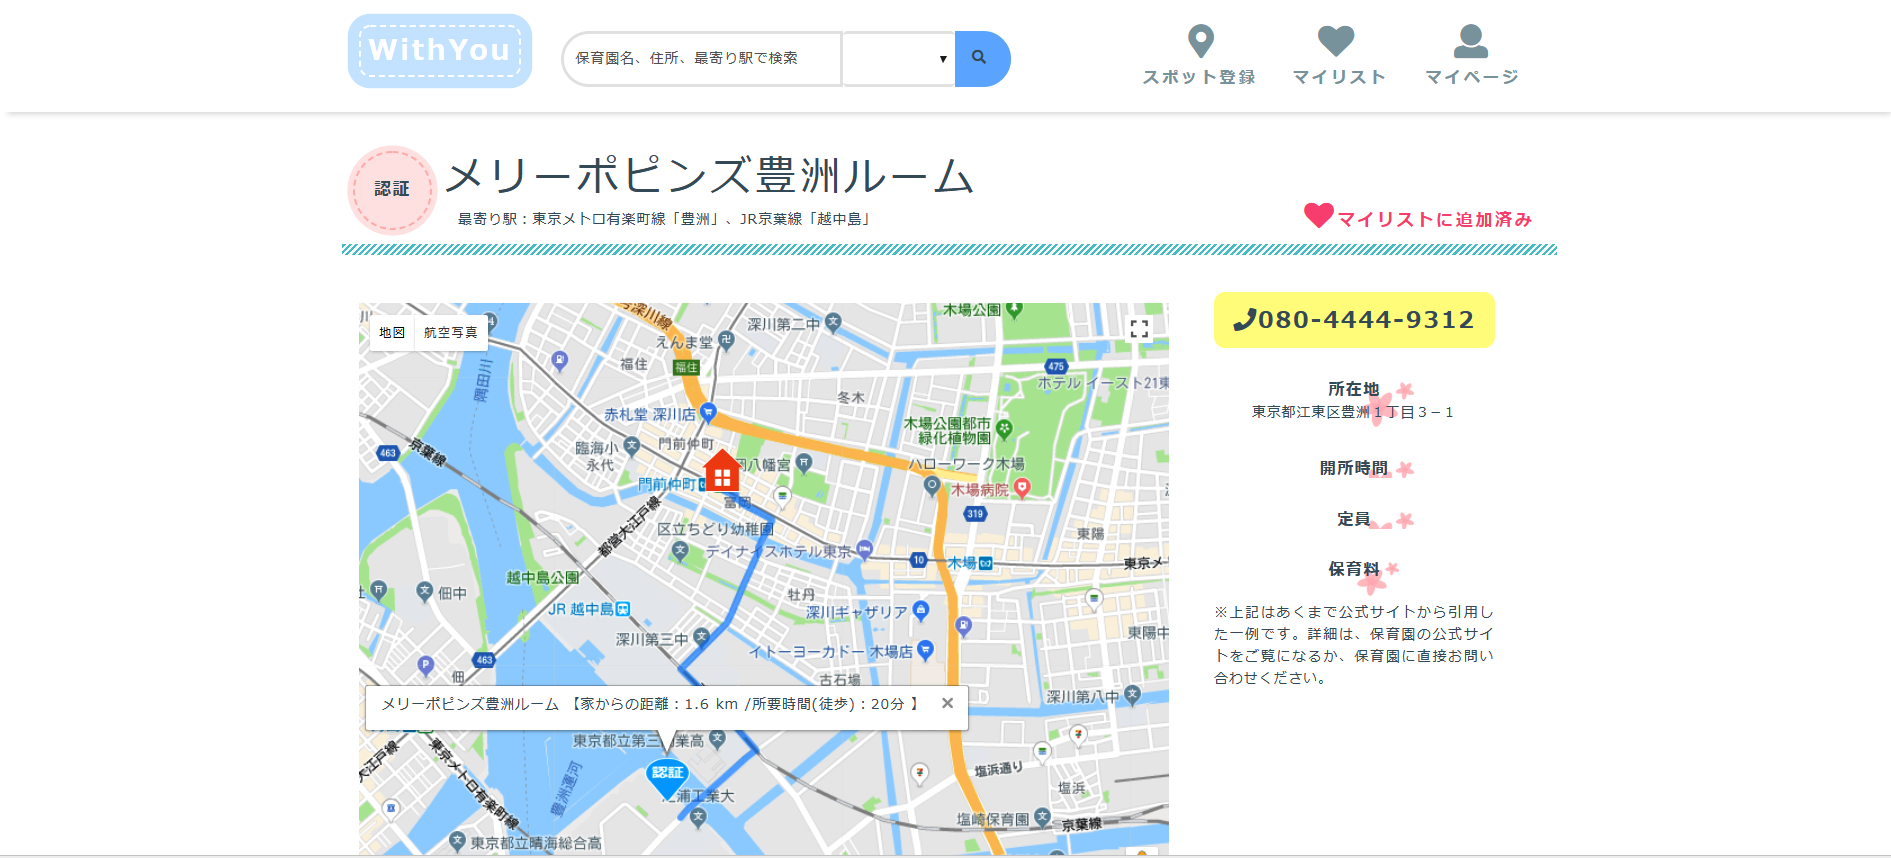 WithYou
保育園名、住所、最寄り駅で検索
スポット登録
マイリスト
マイページ
認証
メリーポピンズ豊洲ルーム
最寄り駅：東京メトロ有楽町線「豊洲」、JR京葉線「越中島」
マイリストに追加済み
080-4444-9312
所在地
東京都江東区豊洲１丁目３－１
開所時間
定員
保育料
※上記はあくまで公式サイトから引用し
た一例です。詳細は、保育園の公式サイ
トをご覧になるか、保育園に直接お問い
合わせください。
地図
航空写真
深川線
深川第二中
木場公園
えんま堂
福住
福住
475
ホテル イースト21東
隅田川
冬木
赤札堂 深川店
木場公園都市
緑化植物園
京葉線
463
臨海小
門前仲町
永代
岡八幡宮
ハローワーク木場
門前仲町
木場病院
富岡
319
都営大江戸線
区立ちどり幼稚園
東陽
デイナイスホテル東京
10
木場
東京メ
越中島公園
佃中
牡丹
JR 越中島
深川ギャザリア
深川第三中
東陽中
イトーヨーカドー 木場店
463
佃
古石場
深川第八中
メリーポピンズ豊洲ルーム 【家からの距離：1.6 km /所要時間(徒歩)：20分 】
東京都立第三
業高
大江戸線
東京メトロ有楽町線
認証
塩浜通り
豊洲運河
浦工業大
塩浜
塩崎保育園
京葉線
東京都立晴海総合高